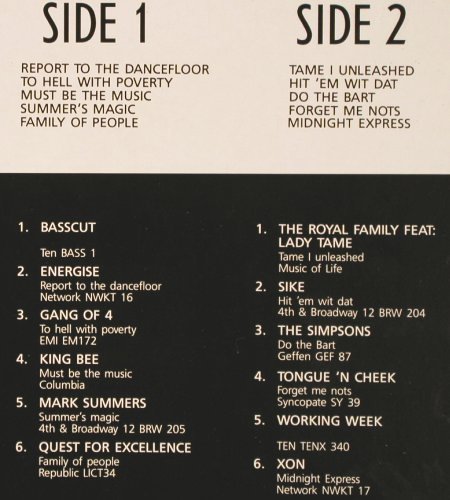 SIDE 1
REPORT TO THE DANCEFLOOR
TO HELL WITH POVERTY
MUST BE THE MUSIC
SUMMER'S MAGIC
FAMILY OF PEOPLE
SIDE 2
TAME I UNLEASHED
HIT 'EM WIT DAT
DO THE BART
FORGET ME NOTS
MIDNIGHT EXPRESS
1. BASSCUT
Ten BASS 1
2. ENERGISE
Report to the dancefloor
Network NWKT 16
3. GANG OF 4
To hell with poverty
EMI EM172
4. KING BEE
Must be the music
Columbia
5. MARK SUMMERS
Summer's magic
4th & Broadway 12 BRW 205
6. QUEST FOR EXCELLENCE
Family of people
Republic LICT34
1. THE ROYAL FAMILY FEAT:
LADY TAME
Tame I unleashed
Music of Life
2. SIKE
Hit 'em wit dat
4th & Broadway 12 BRW 204
3. THE SIMPSONS
Do the Bart
Geffen GEF 87
4. TONGUE 'N CHEEK
Forget me nots
Syncopate SY 39
5. WORKING WEEK
TEN TENX 340
6. XON
Midnight Express
Network NWKT 17